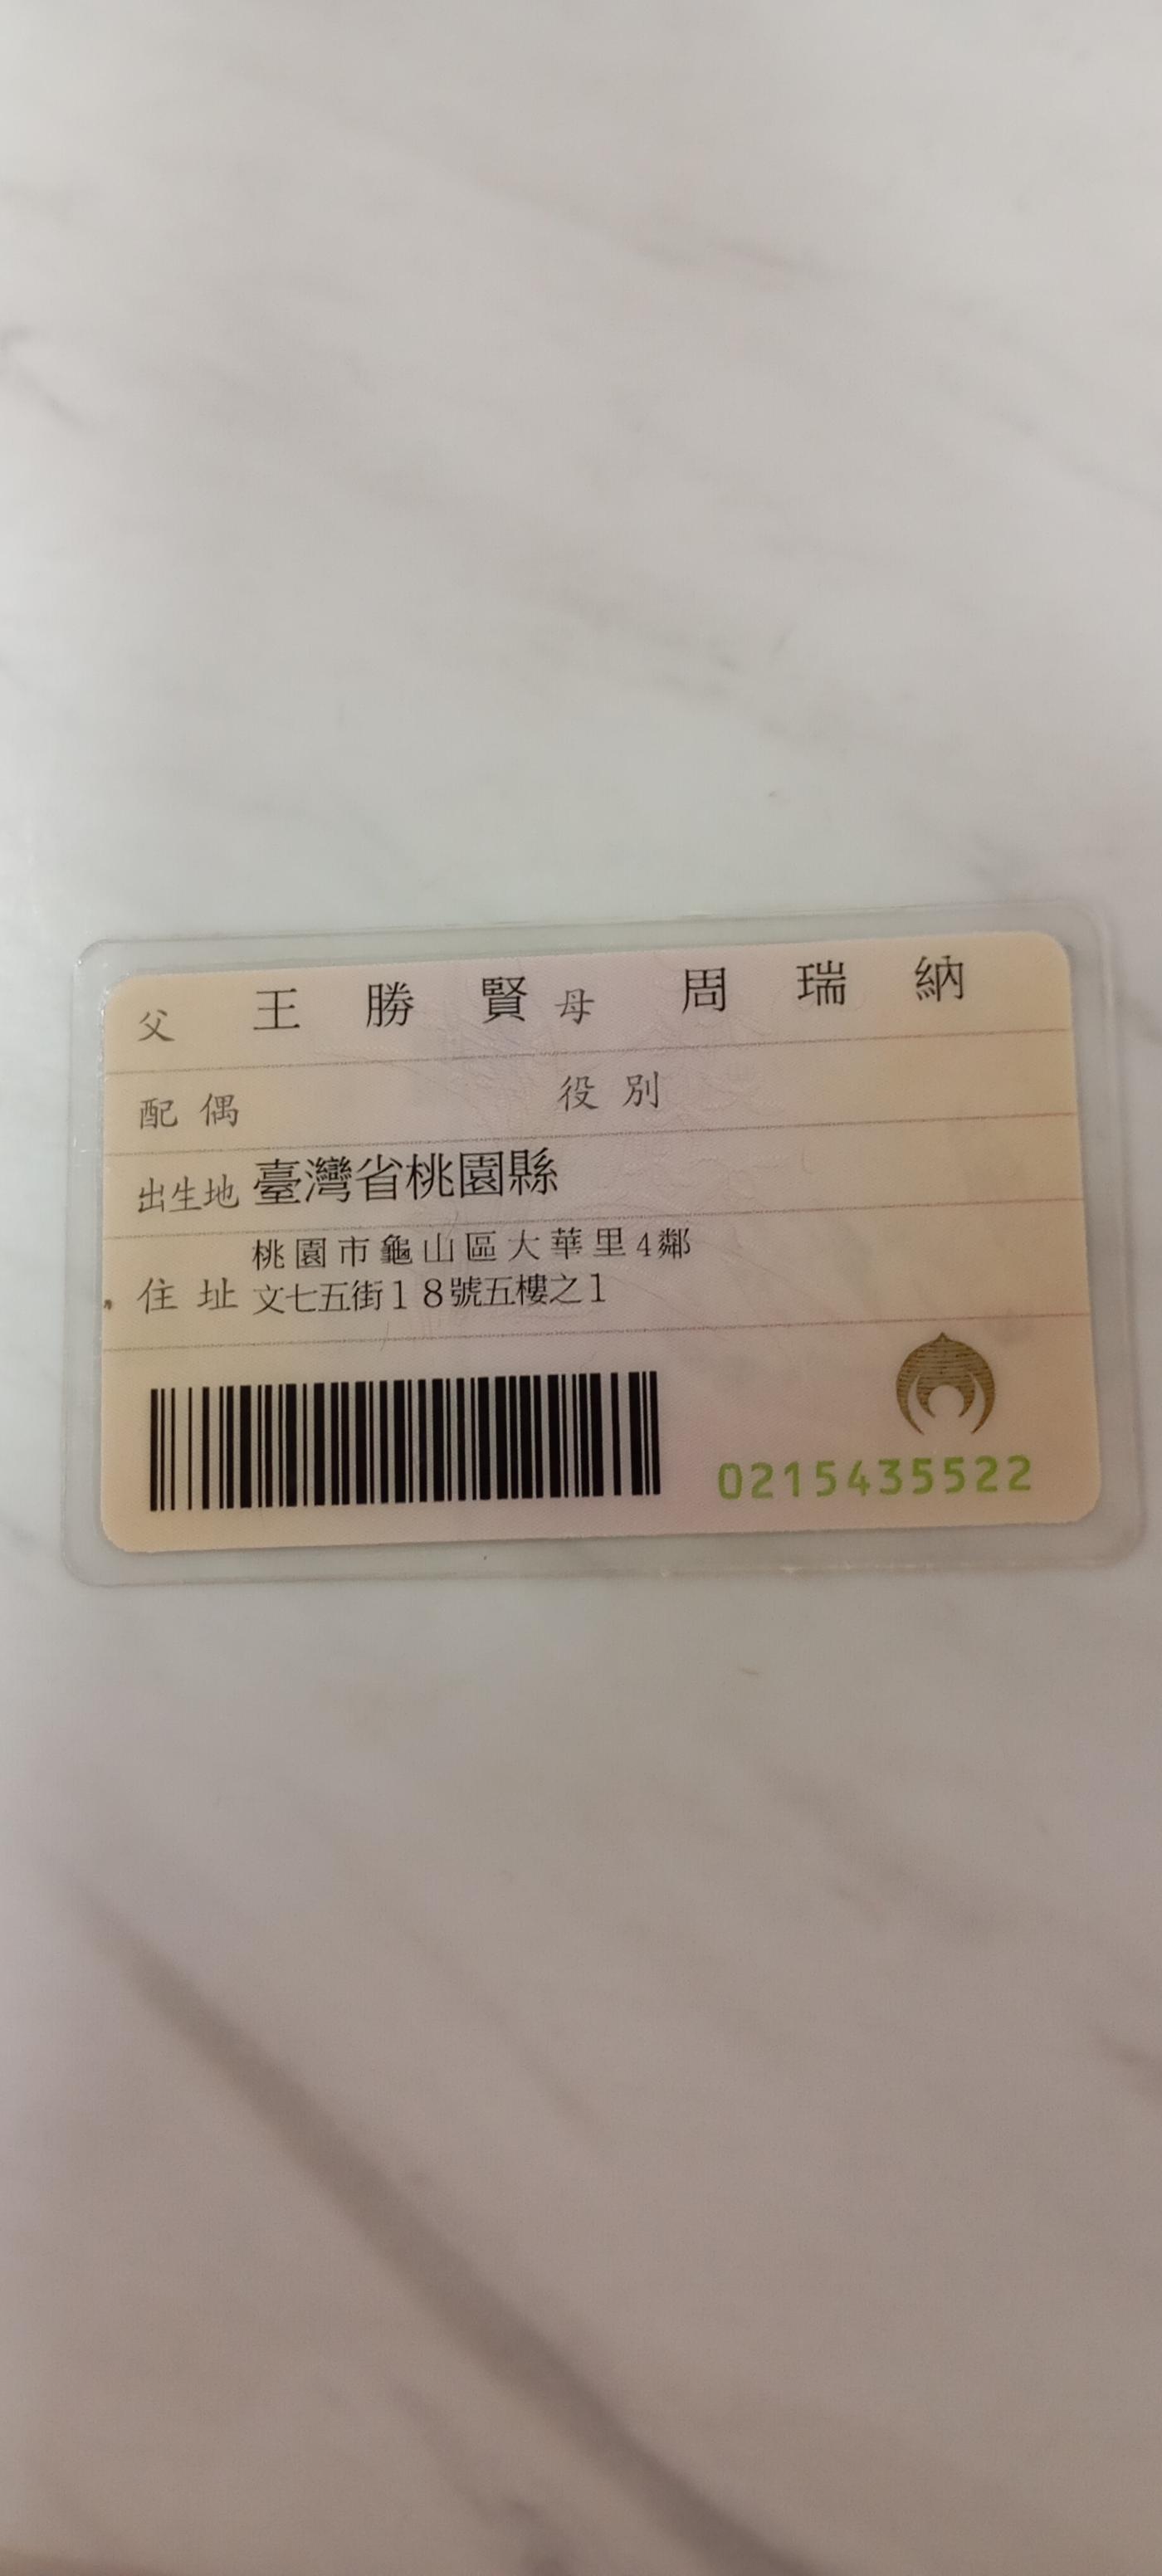 父 王勝賢 母 周瑞納
配偶 役別
出生地 臺灣省桃園縣
桃園市龜山區大華里4鄰
住址 文七五街18號五樓之1
0215435522